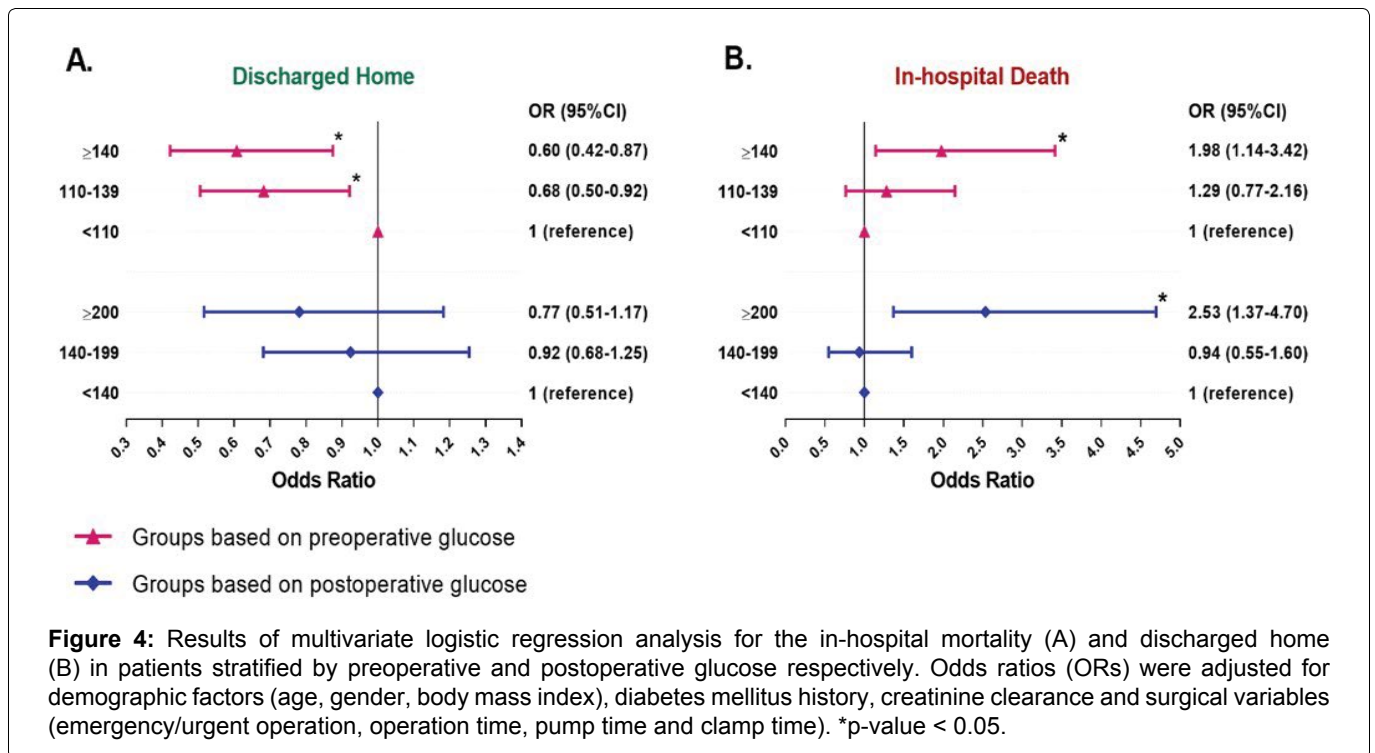 A.
Discharged Home
OR (95%CI)
≥140 * 0.60 (0.42-0.87)
110-139 * 0.68 (0.50-0.92)
<110 1 (reference)
≥200 0.77 (0.51-1.17)
140-199 0.92 (0.68-1.25)
<140 1 (reference)
0.3 0.4 0.5 0.6 0.7 0.8 0.9 1.0 1.1 1.2 1.3 1.4
Odds Ratio
B.
In-hospital Death
OR (95%CI)
≥140 * 1.98 (1.14-3.42)
110-139 1.29 (0.77-2.16)
<110 1 (reference)
≥200 * 2.53 (1.37-4.70)
140-199 0.94 (0.55-1.60)
<140 1 (reference)
0.0 0.5 1.0 1.5 2.0 2.5 3.0 3.5 4.0 4.5 5.0
Odds Ratio
Groups based on preoperative glucose
Groups based on postoperative glucose
Figure 4: Results of multivariate logistic regression analysis for the in-hospital mortality (A) and discharged home
(B) in patients stratified by preoperative and postoperative glucose respectively. Odds ratios (ORs) were adjusted for
demographic factors (age, gender, body mass index), diabetes mellitus history, creatinine clearance and surgical variables
(emergency/urgent operation, operation time, pump time and clamp time). *p-value < 0.05.